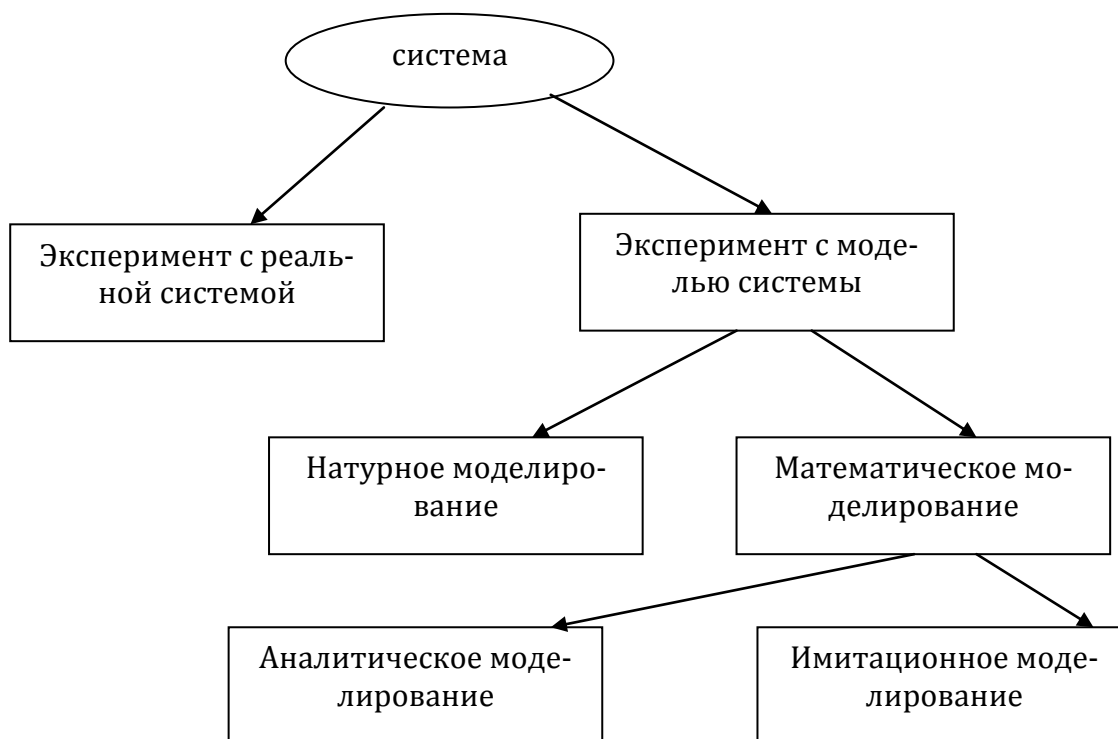 система
Эксперимент с реаль-
ной системой
Эксперимент с моде-
лью системы
Натурное моделиро-
вание
Математическое мо-
делирование
Аналитическое моде-
лирование
Имитационное моде-
лирование